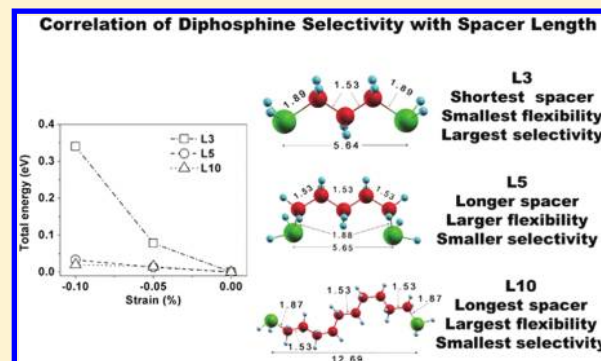 Correlation of Diphosphine Selectivity with Spacer Length
0.4
0.3
0.2
0.1
0.0
Total energy (eV)
L3
L5
L10
-0.10
-0.05
0.00
Strain (%)
1.89
1.53
1.89
5.64
L3
Shortest spacer
Smallest flexibility
Largest selectivity
1.53
1.53
1.53
1.88
5.65
L5
Longer spacer
Larger flexibility
Smaller selectivity
1.87
1.53
1.53
1.53
1.87
12.69
L10
Longest spacer
Largest flexibility
Smallest selectivity